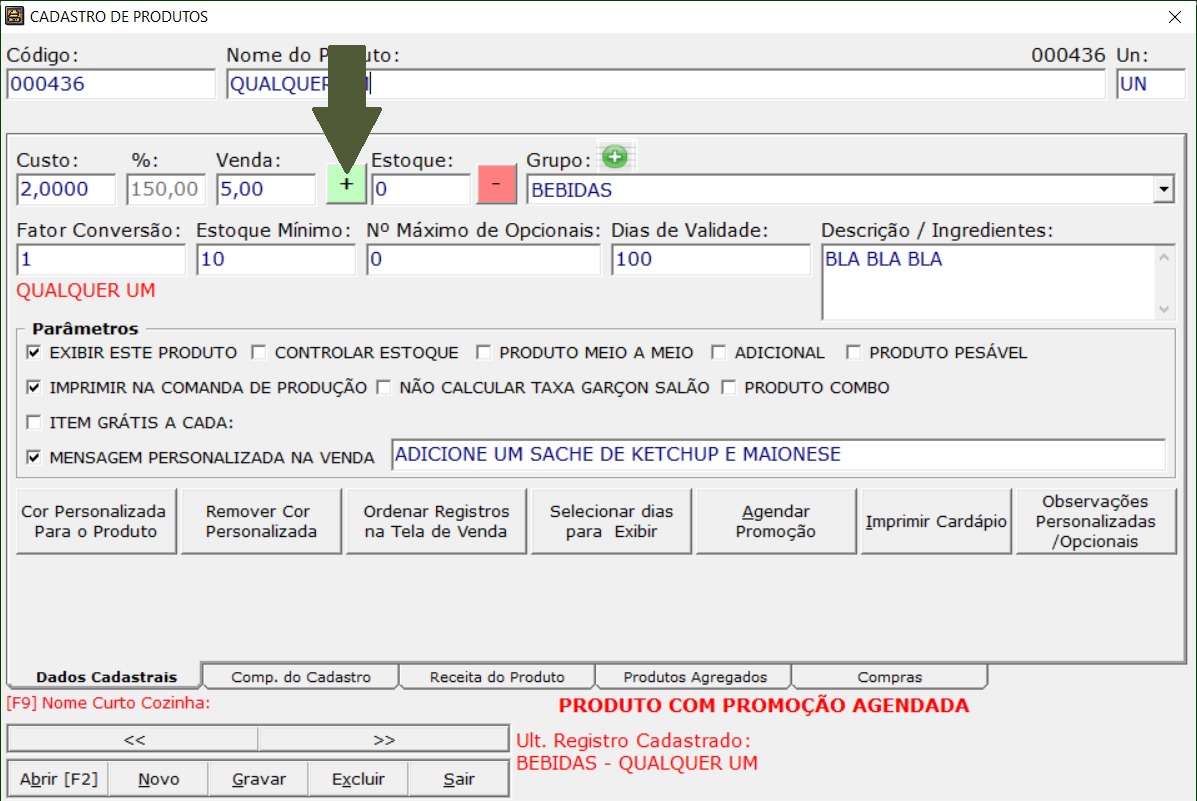 CADASTRO DE PRODUTOS
Código: Nome do P uto: 000436 Un:
000436 QUALQUER M UN
Custo: %: Venda: Estoque: Grupo:
2,0000 150,00 5,00 + 0 - BEBIDAS
Fator Conversão: Estoque Mínimo: Nº Máximo de Opcionais: Dias de Validade: Descrição / Ingredientes:
1 10 0 100 BLA BLA BLA
QUALQUER UM
Parâmetros
EXIBIR ESTE PRODUTO CONTROLAR ESTOQUE PRODUTO MEIO A MEIO ADICIONAL PRODUTO PESÁVEL
IMPRIMIR NA COMANDA DE PRODUÇÃO NÃO CALCULAR TAXA GARÇON SALÃO PRODUTO COMBO
ITEM GRÁTIS A CADA:
MENSAGEM PERSONALIZADA NA VENDA ADICIONE UM SACHE DE KETCHUP E MAIONESE
Cor Personalizada
Para o Produto
Remover Cor
Personalizada
Ordenar Registros
na Tela de Venda
Selecionar dias
para Exibir
Agendar
Promoção
Imprimir Cardápio
Observações
Personalizadas
/Opcionais
Dados Cadastrais Comp. do Cadastro Receita do Produto Produtos Agregados Compras
[F9] Nome Curto Cozinha: PRODUTO COM PROMOÇÃO AGENDADA
<< >> Ult. Registro Cadastrado:
BEBIDAS - QUALQUER UM
Abrir [F2] Novo Gravar Excluir Sair